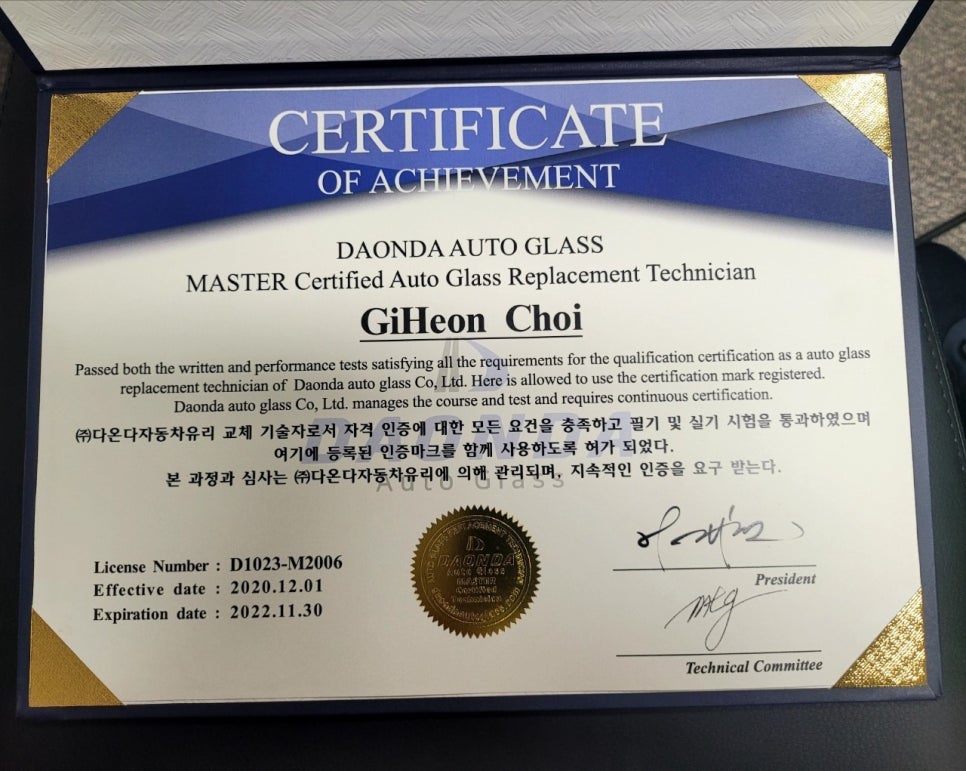 CERTIFICATE
OF ACHIEVEMENT
DAONDA AUTO GLASS
MASTER Certified Auto Glass Replacement Technician
GiHeon Choi
Passed both the written and performance tests satisfying all the requirements for the qualification certification as a auto glass
replacement technician of Daonda auto glass Co, Ltd. Here is allowed to use the certification mark registered.
Daonda auto glass Co, Ltd. manages the course and test and requires continuous certification.
㈜다온다자동차유리 교체 기술자로서 자격 인증에 대한 모든 요건을 충족하고 필기 및 실기 시험을 통과하였으며
여기에 등록된 인증마크를 함께 사용하도록 허가 되었다.
본 과정과 심사는 ㈜다온다자동차유리에 의해 관리되며, 지속적인 인증을 요구 받는다.
DAONDA
Auto Glass
License Number : D1023-M2006
Effective date : 2020.12.01
Expiration date : 2022.11.30
DAONDA
Auto Glass
MASTER
Certified
Technician
President
Technical Committee